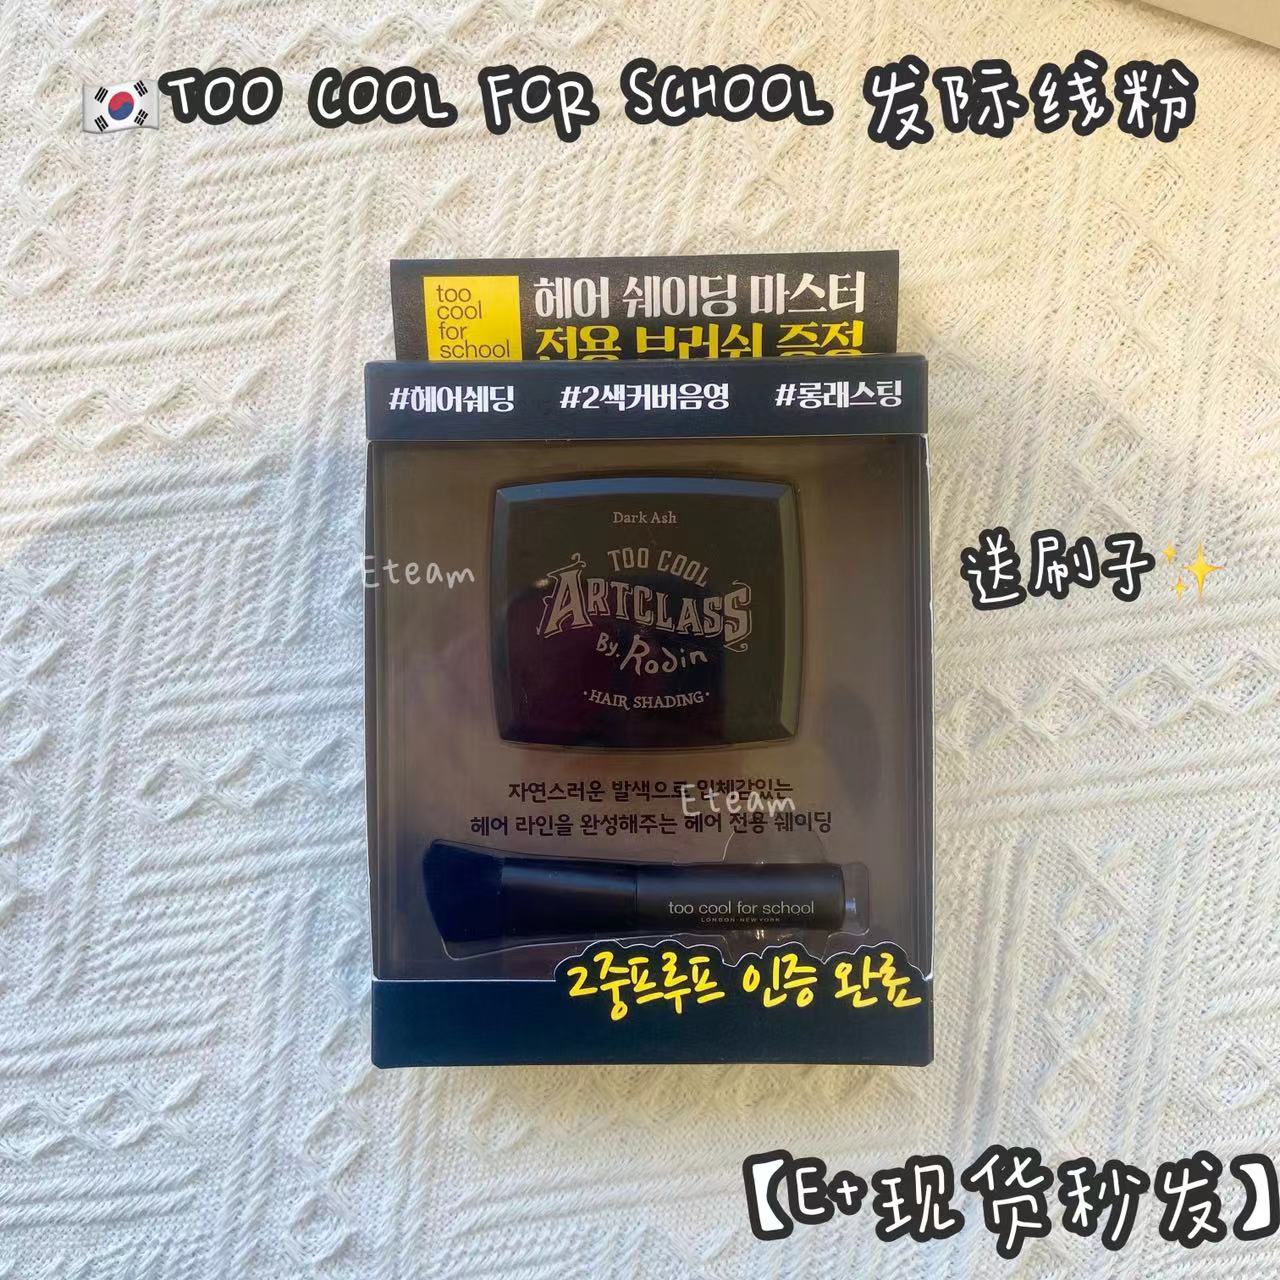 🇰🇷TOO COOL FOR SCHOOL 发际线粉
too
cool
for
school
헤어 쉐이딩 마스터
전용 브러쉬 증정
#헤어쉐딩 #2색커버음영 #롱래스팅
Dark Ash
TOO COOL
ARTCLASS
By. Rodin
·HAIR SHADING·
送刷子✨
Eteam
자연스러운 발색으로 입체감있는
Eteam
헤어 라인을 완성해주는 헤어 전용 쉐이딩
too cool for school
LONDON NEW YORK
2중프루프 인증 완료
【E+现货秒发】